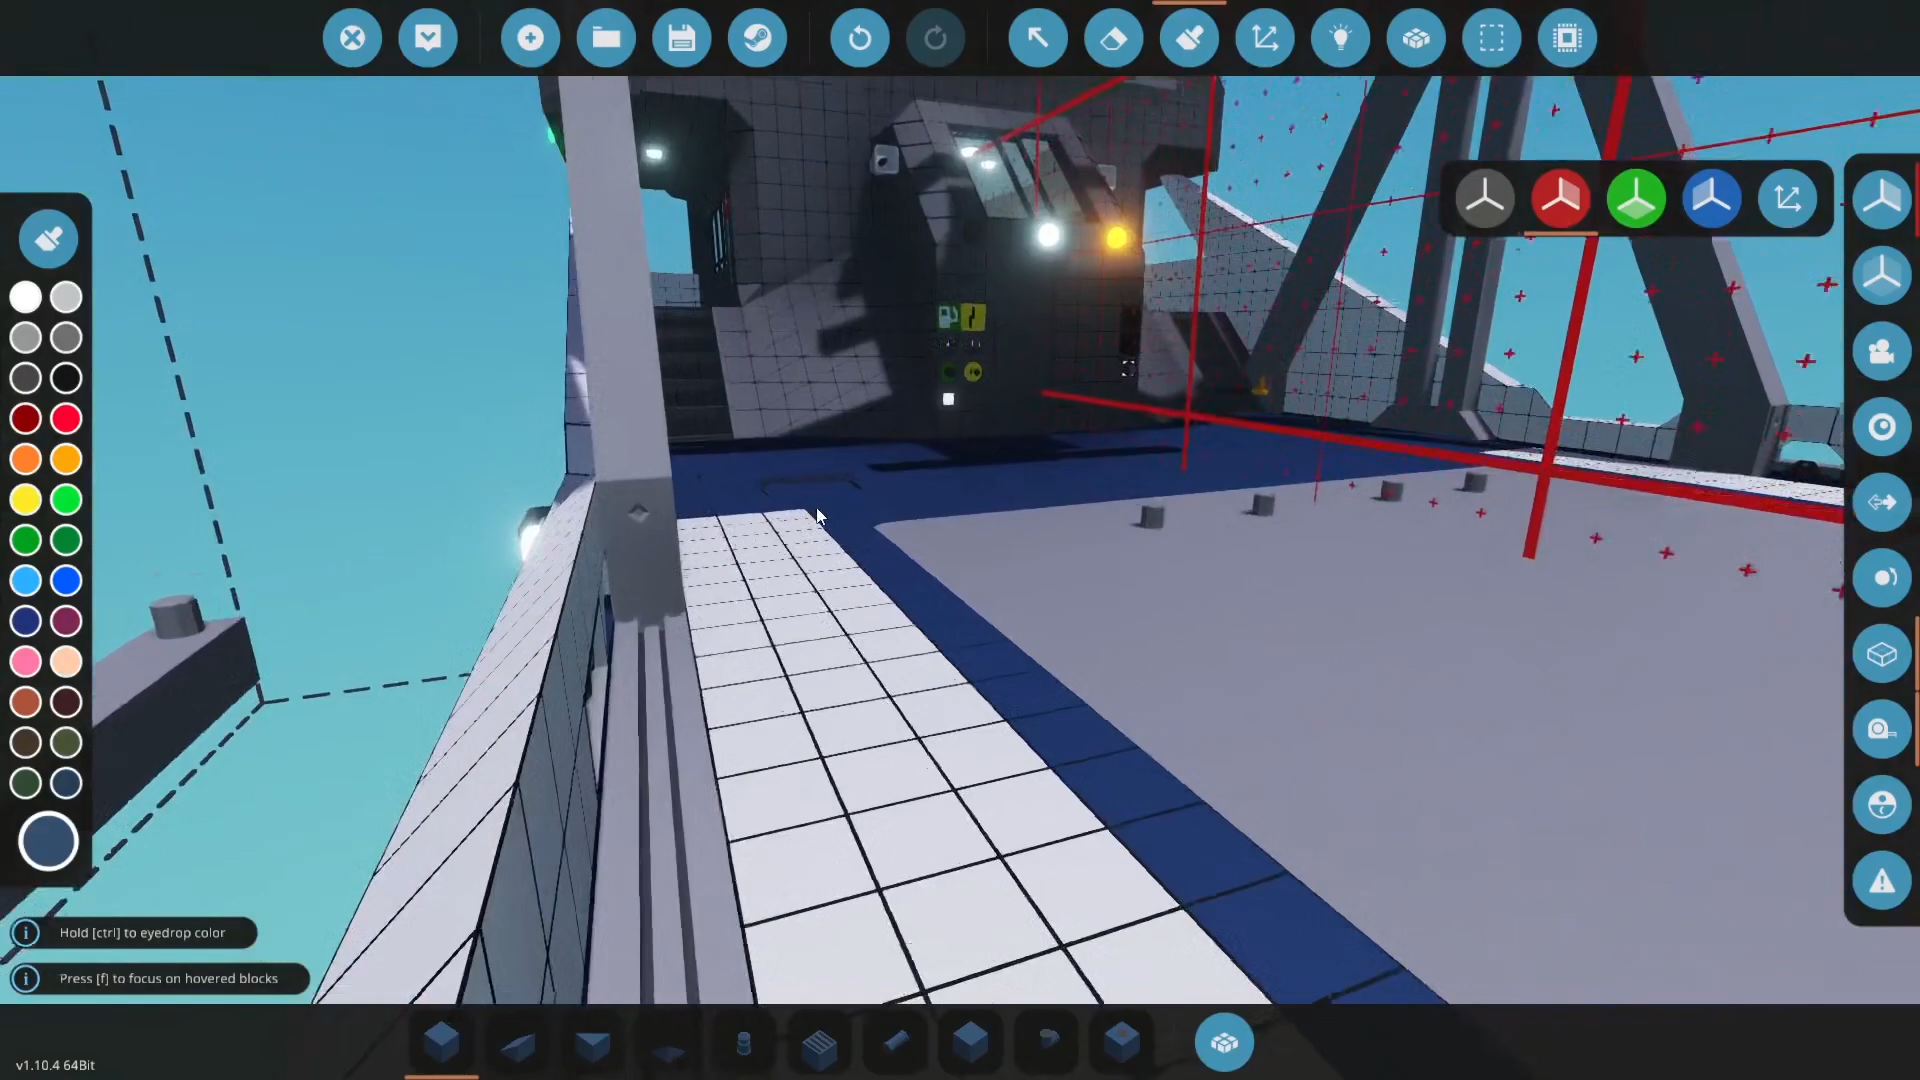 Hold [ctrl] to eyedrop color
Press [f] to focus on hovered blocks
v1.10.4 64Bit